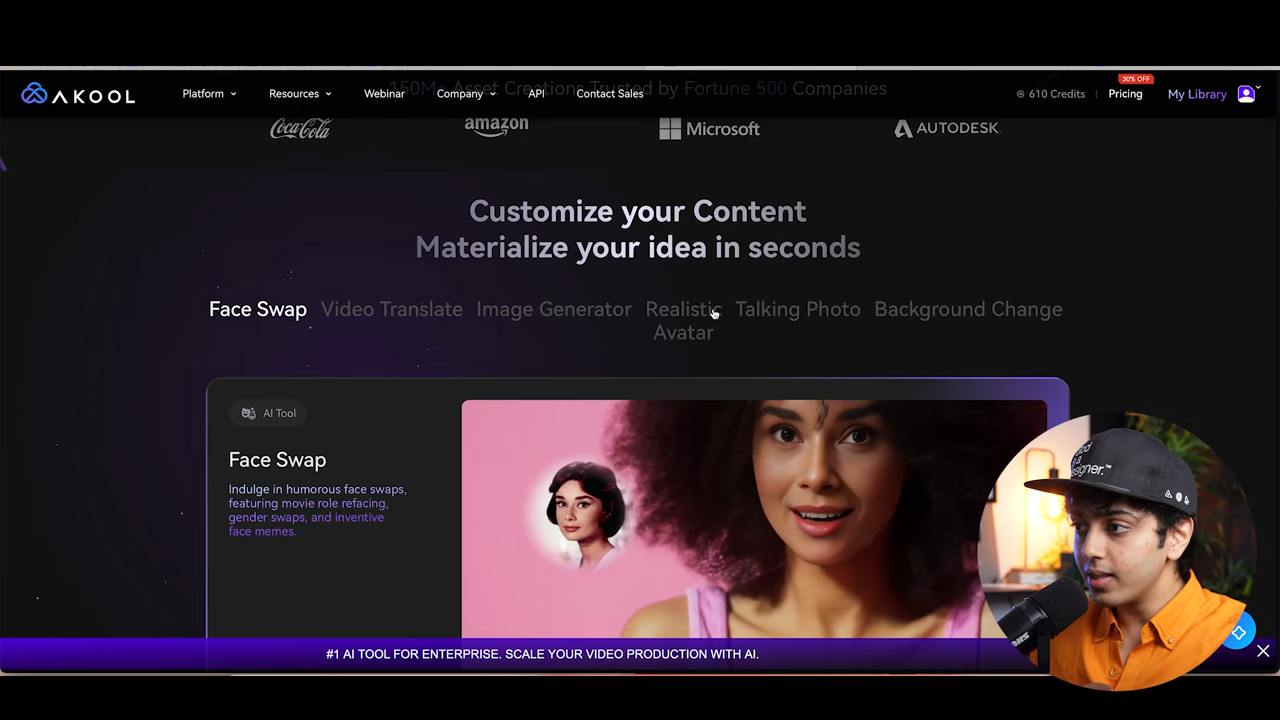 150M+ Asset Creations Trusted by Fortune 500 Companies
AKOOL
Platform
Resources
Webinar
Company
API
Contact Sales
610 Credits
30% OFF
Pricing
My Library
Coca-Cola
amazon
Microsoft
AUTODESK
Customize your Content
Materialize your idea in seconds
Face Swap
Video Translate
Image Generator
Realistic
Avatar
Talking Photo
Background Change
AI Tool
Face Swap
Indulge in humorous face swaps,
featuring movie role refacing,
gender swaps, and inventive
face memes.
#1 AI TOOL FOR ENTERPRISE. SCALE YOUR VIDEO PRODUCTION WITH AI.